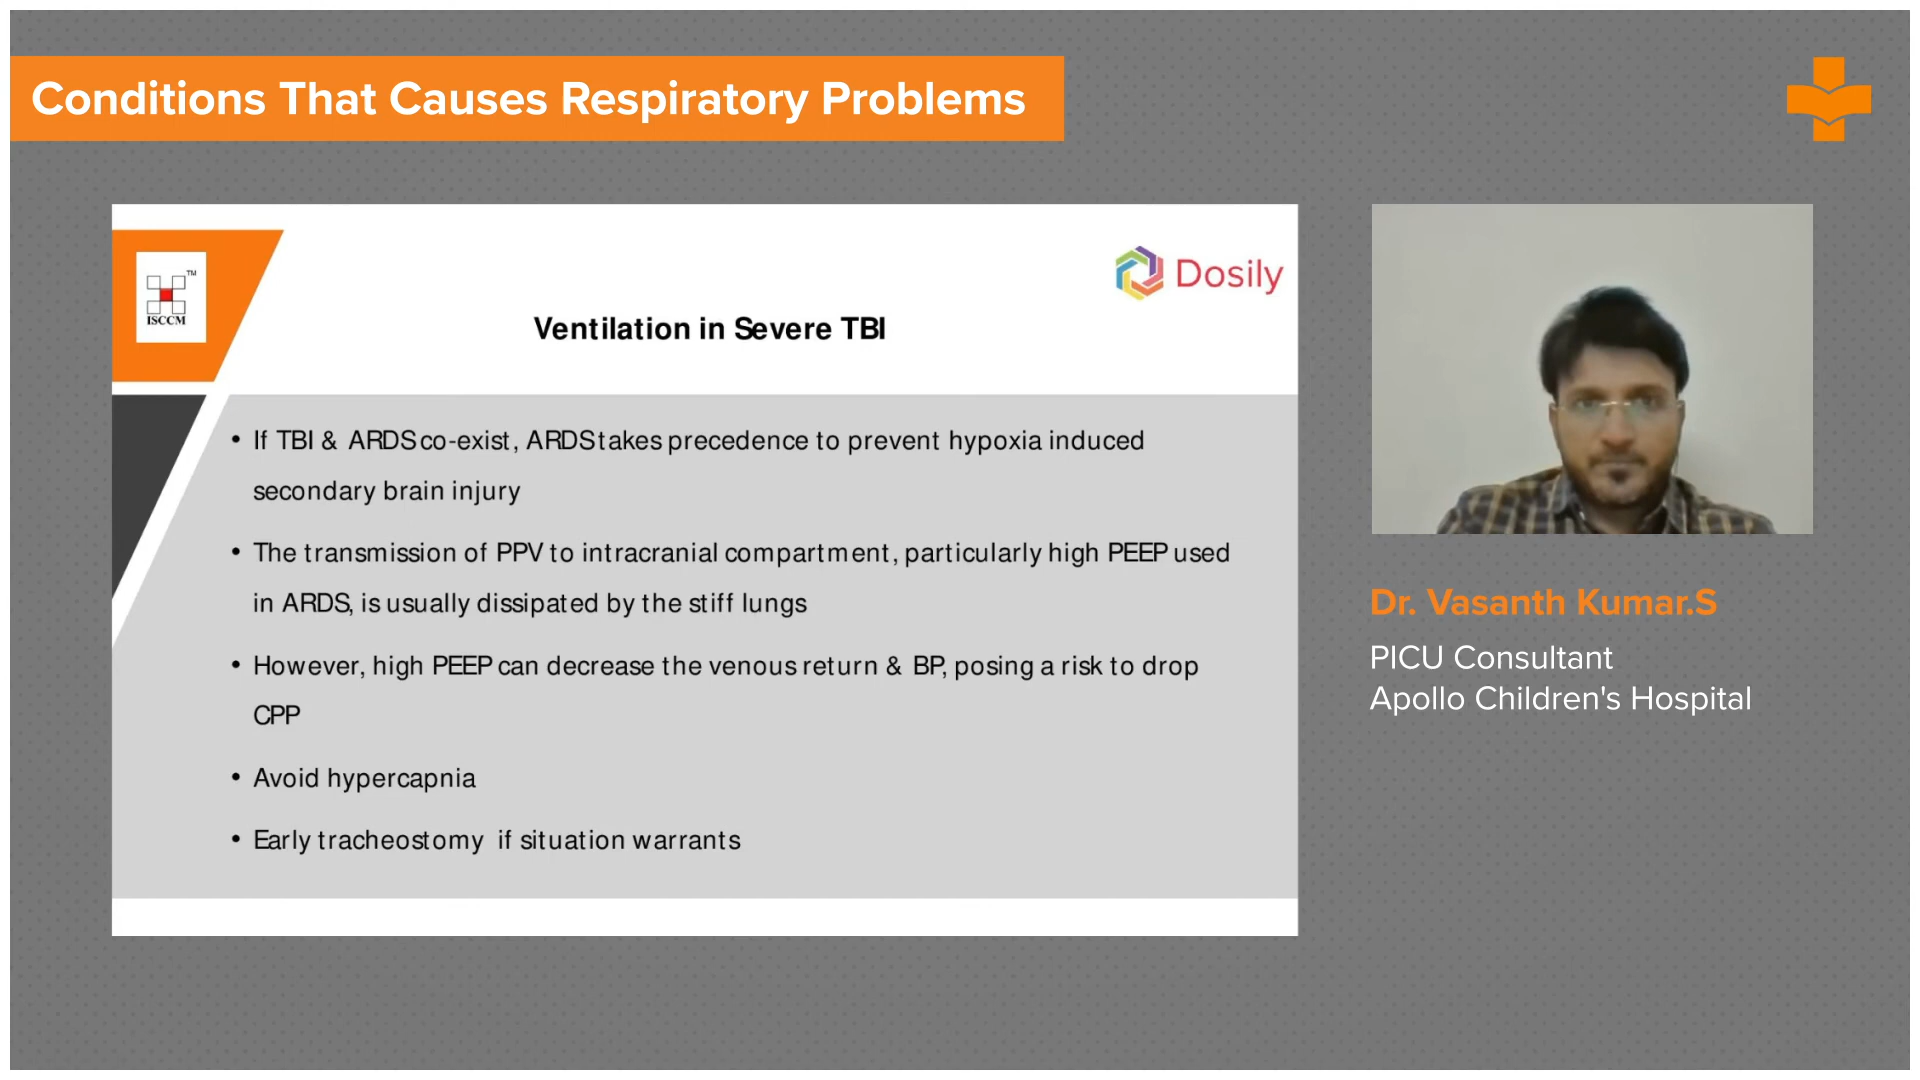 Conditions That Causes Respiratory Problems
TM
ISCCM
Dosily
Ventilation in Severe TBI
• If TBI & ARDS co-exist, ARDS takes precedence to prevent hypoxia induced
secondary brain injury
• The transmission of PPV to intracranial compartment, particularly high PEEP used
in ARDS, is usually dissipated by the stiff lungs
• However, high PEEP can decrease the venous return & BP, posing a risk to drop
CPP
• Avoid hypercapnia
• Early tracheostomy if situation warrants
Dr. Vasanth Kumar.S
PICU Consultant
Apollo Children's Hospital